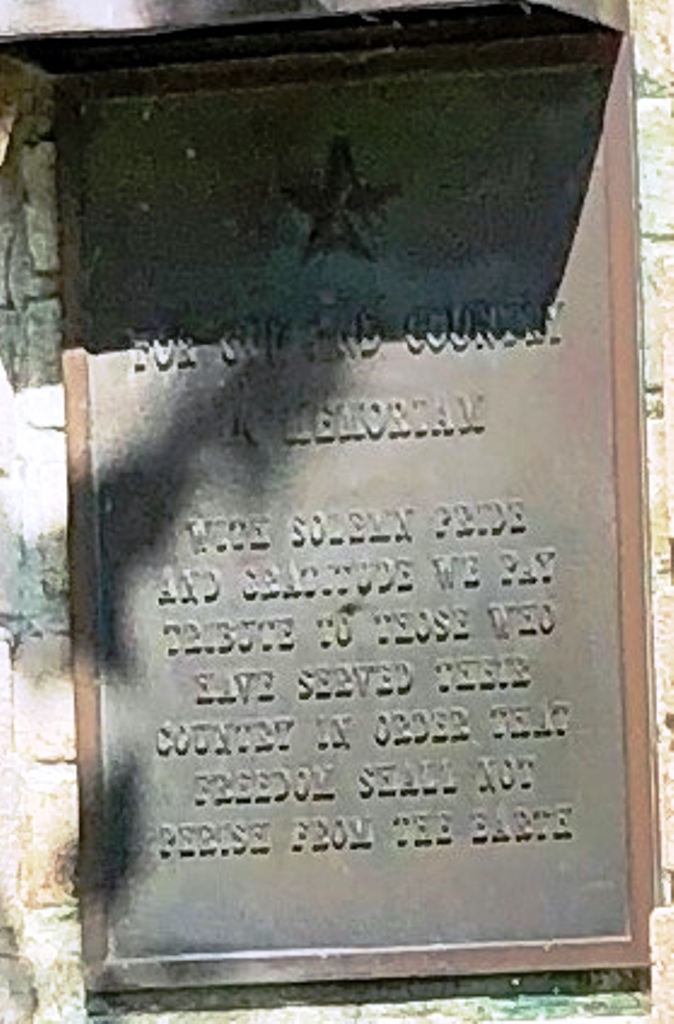 FOR GOD AND COUNTRY
IN MEMORIAM
WITH SOLEMN PRIDE
AND GRATITUDE WE PAY
TRIBUTE TO THOSE WHO
HAVE SERVED THEIR
COUNTRY IN ORDER THAT
FREEDOM SHALL NOT
PERISH FROM THE EARTH